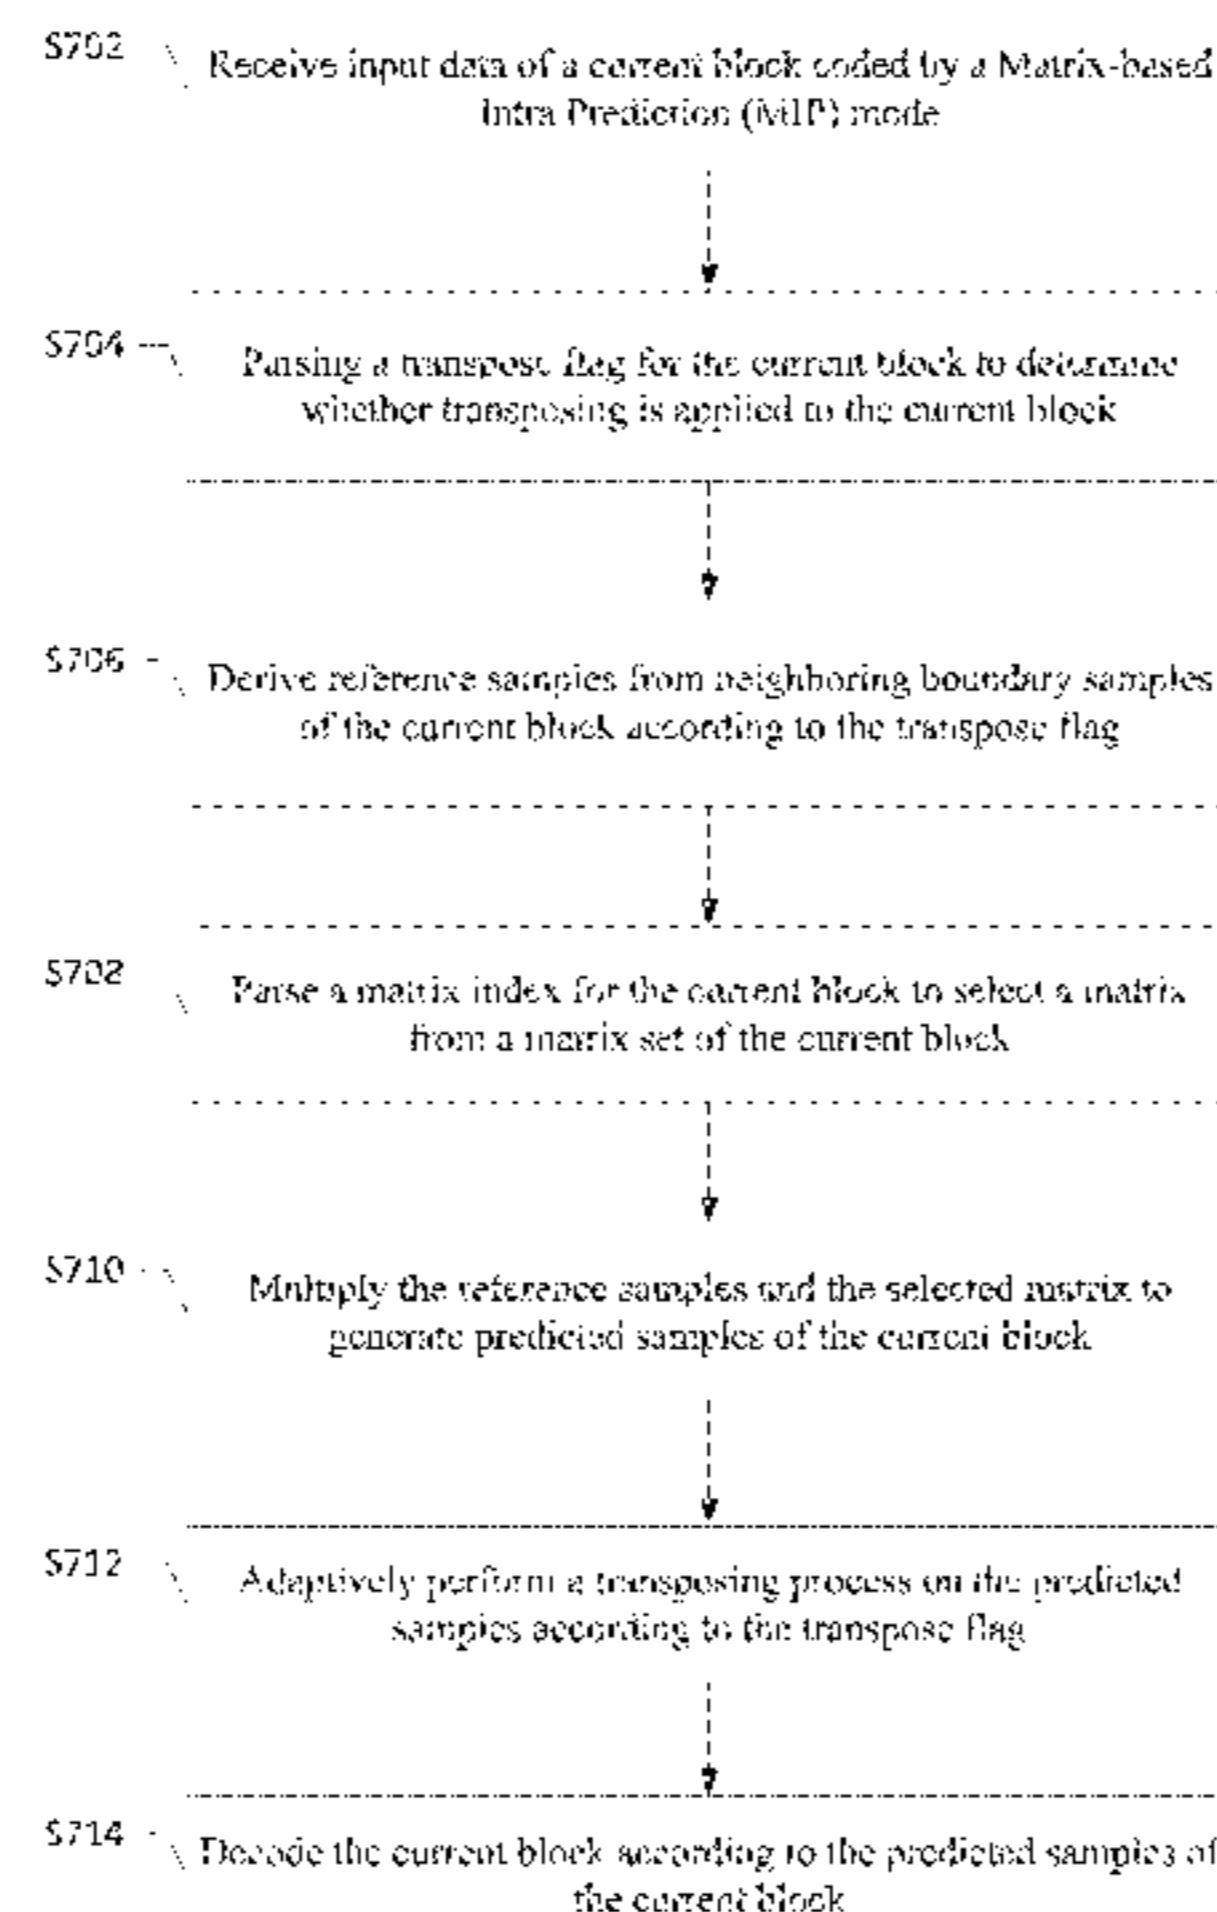 S702
Receive input data of a current block coded by a Matrix-based
Intra Prediction (MIP) mode
S704
Parsing a transpose flag for the current block to determine
whether transposing is applied to the current block
S706
Derive reference samples from neighboring boundary samples
of the current block according to the transpose flag
S702
Parse a matrix index for the current block to select a matrix
from a matrix set of the current block
S710
Multiply the reference samples and the selected matrix to
generate predicted samples of the current block
S712
Adaptively perform a transposing process on the predicted
samples according to the transpose flag
S714
Decode the current block according to the predicted samples of
the current block